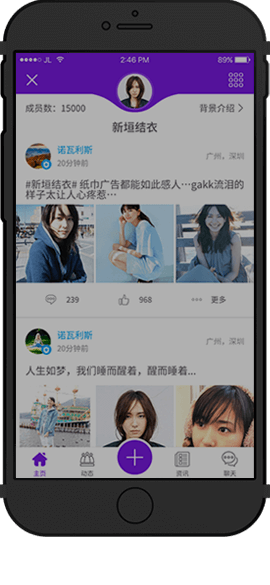 JL
2:46 PM
89%
成员数：15000
背景介绍
新垣结衣
诺瓦利斯
20分钟前
广州，深圳
#新垣结衣# 纸巾广告都能如此感人…gakk流泪的
样子太让人心疼惹…
239
968
更多
诺瓦利斯
20分钟前
广州，深圳
人生如梦，我们睡而醒着，醒而睡着...
主页
动态
资讯
聊天